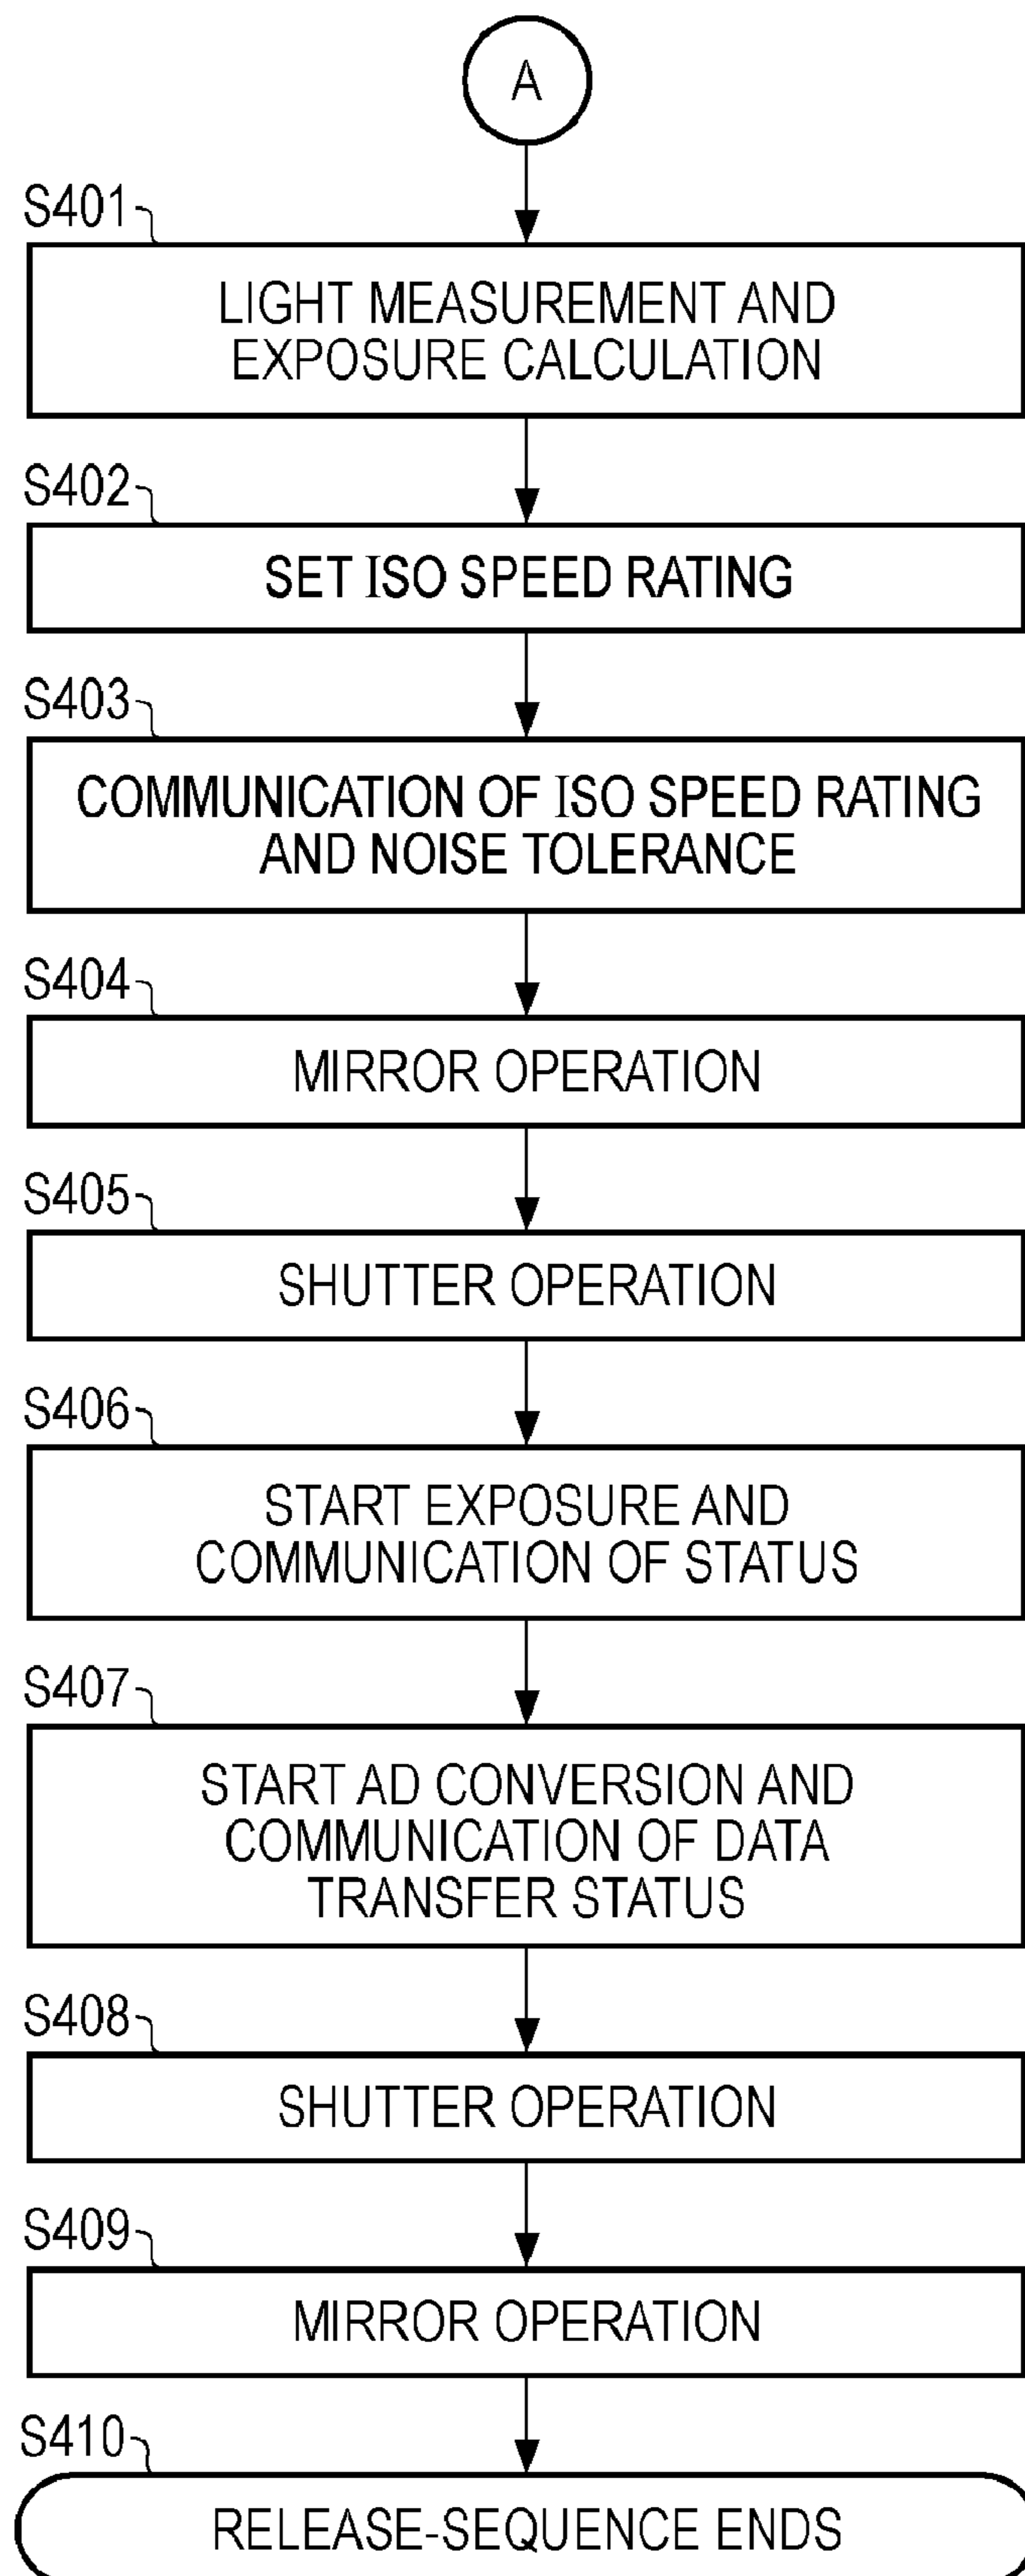 A
S401
LIGHT MEASUREMENT AND
EXPOSURE CALCULATION
S402
SET ISO SPEED RATING
S403
COMMUNICATION OF ISO SPEED RATING
AND NOISE TOLERANCE
S404
MIRROR OPERATION
S405
SHUTTER OPERATION
S406
START EXPOSURE AND
COMMUNICATION OF STATUS
S407
START AD CONVERSION AND
COMMUNICATION OF DATA
TRANSFER STATUS
S408
SHUTTER OPERATION
S409
MIRROR OPERATION
S410
RELEASE-SEQUENCE ENDS